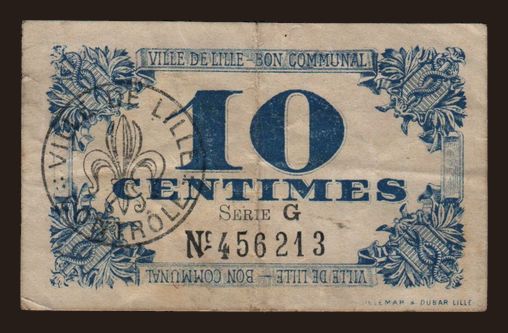 VILLE DE LILLE - BON COMMUNAL
VILLE DE LILLE
CONTRÔLE
10
CENTIMES
SÉRIE G
Nº 456213
VILLE DE LILLE - BON COMMUNAL
& DUBAR LILLE